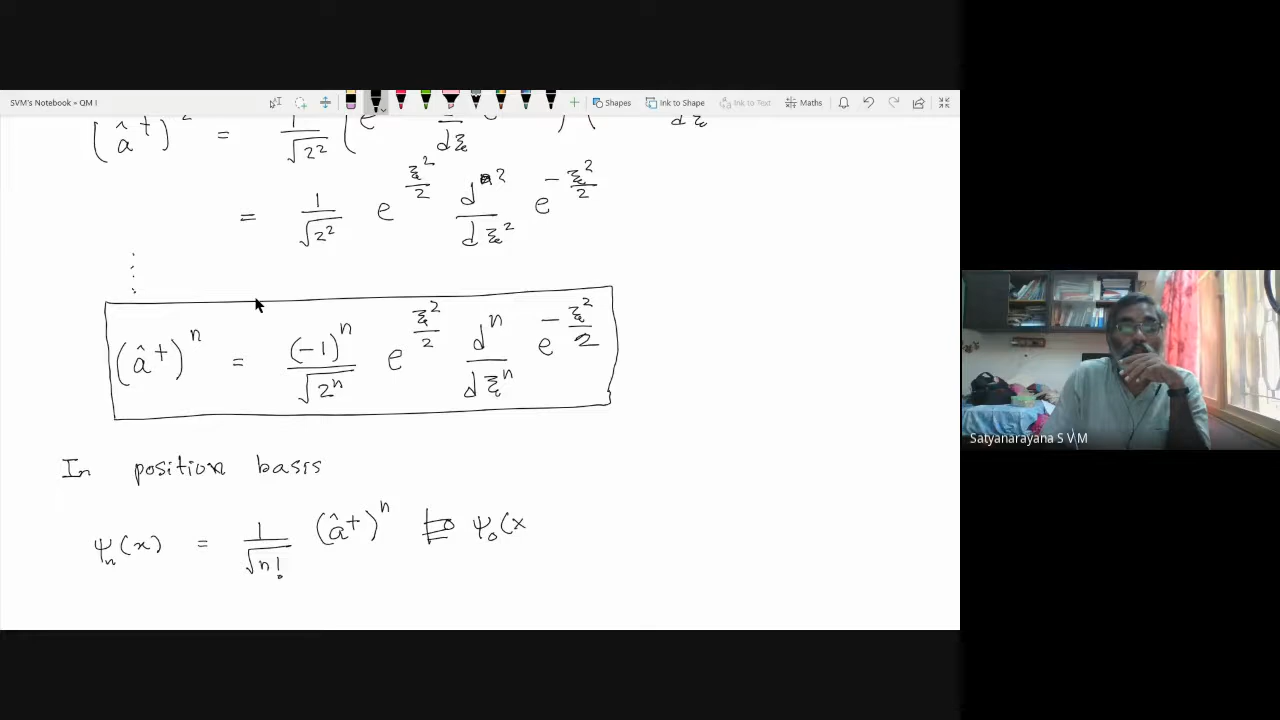 SVM's Notebook » QM I
Shapes Ink to Shape Ink to Text Maths
(â†)² = 1/√2² (e d/dξ e )( dξ
= 1/√2² e^(ξ²/2) d²/dξ² e^(-ξ²/2)
⋮
(â†)ⁿ = (-1)ⁿ/√2ⁿ e^(ξ²/2) dⁿ/dξⁿ e^(-ξ²/2)
In position basis
ψₙ(x) = 1/√n! (â†)ⁿ ψ₀(x
Satyanarayana S V M